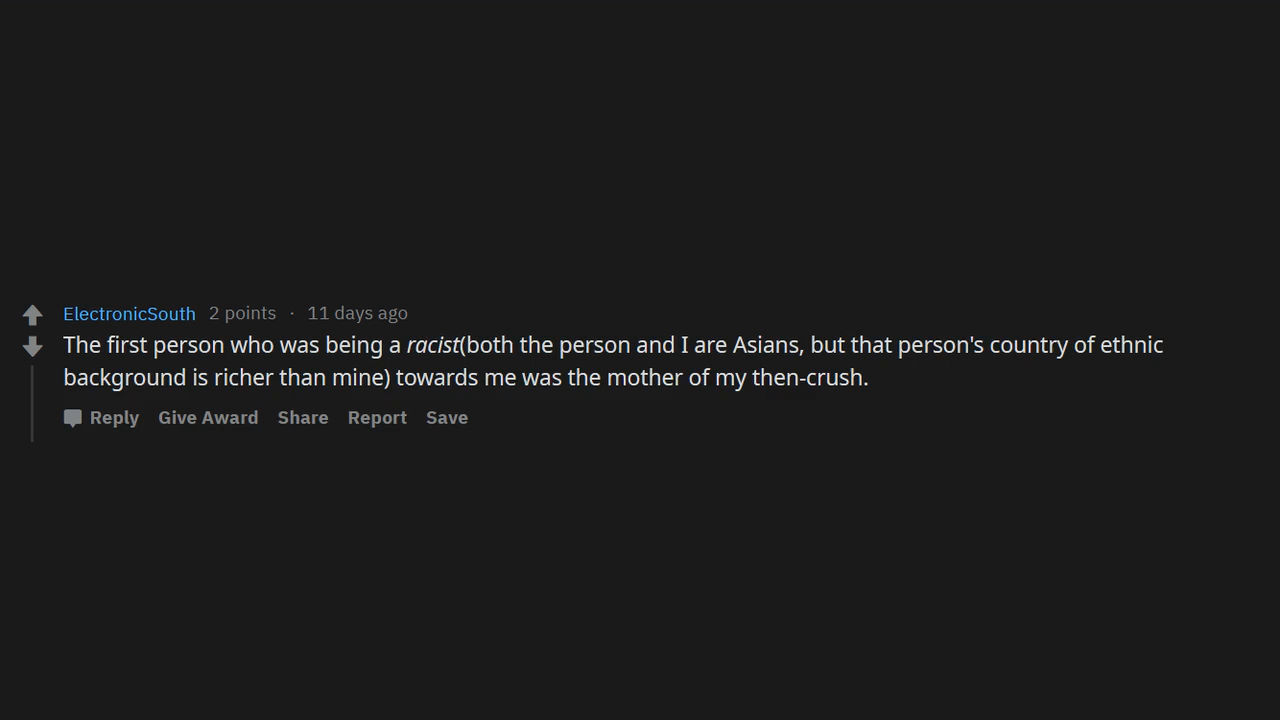 ElectronicSouth 2 points · 11 days ago
The first person who was being a racist(both the person and I are Asians, but that person's country of ethnic
background is richer than mine) towards me was the mother of my then-crush.
Reply Give Award Share Report Save